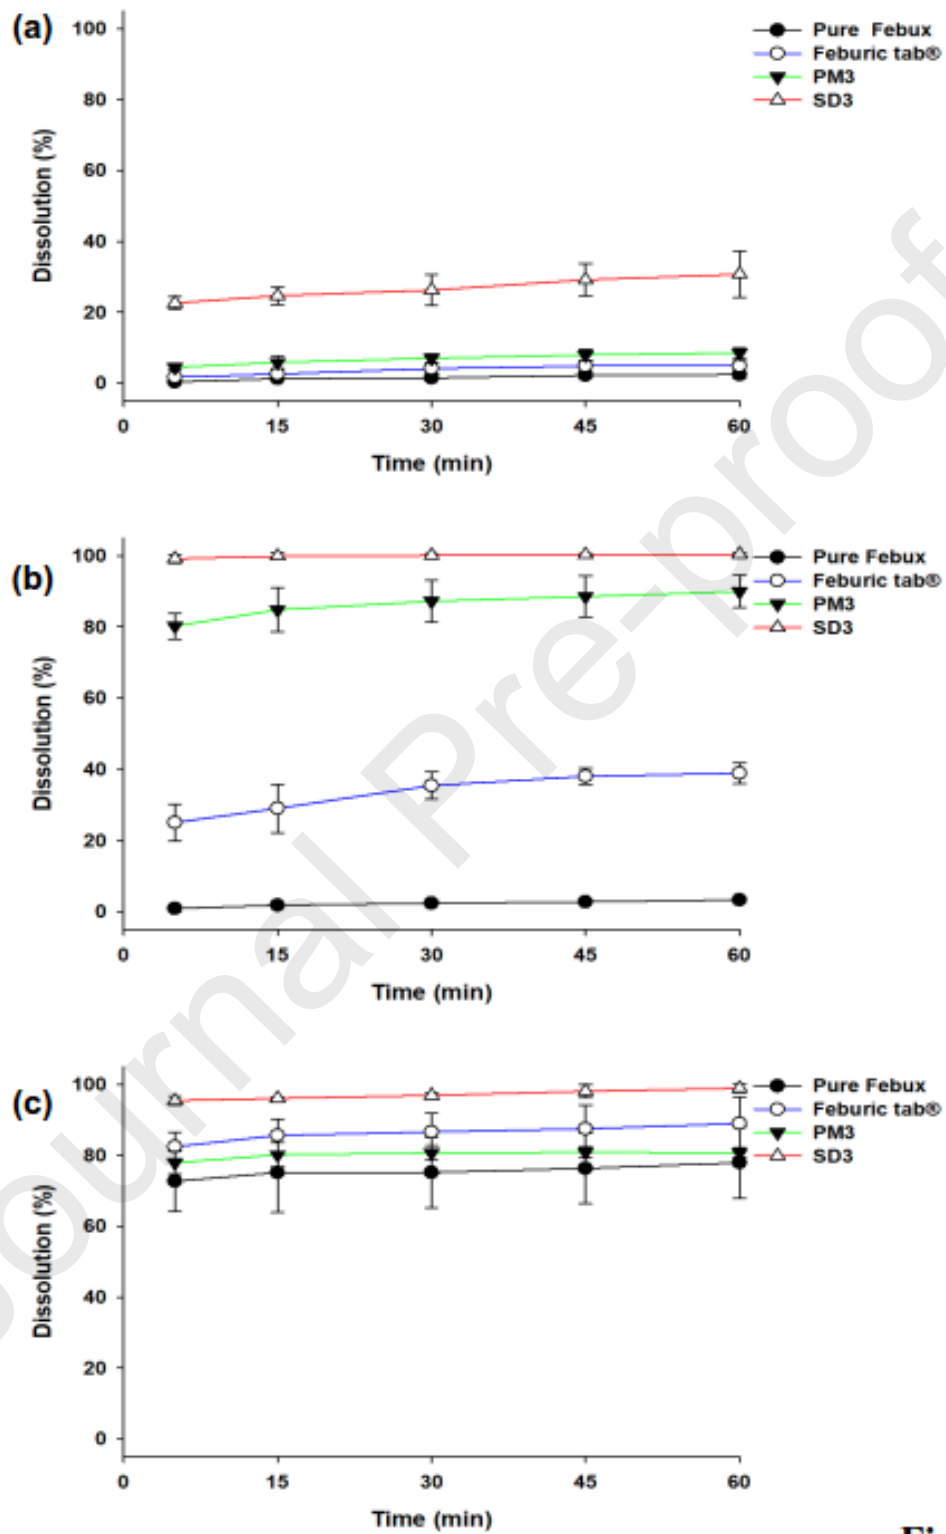 (a)
100
80
60
40
20
0
Dissolution (%)
0 15 30 45 60
Time (min)
Pure Febux
Feburic tab®
PM3
SD3
(b)
100
80
60
40
20
0
Dissolution (%)
0 15 30 45 60
Time (min)
Pure Febux
Feburic tab®
PM3
SD3
(c)
100
80
60
40
20
0
Dissolution (%)
0 15 30 45 60
Time (min)
Pure Febux
Feburic tab®
PM3
SD3
Journal Pre-proof